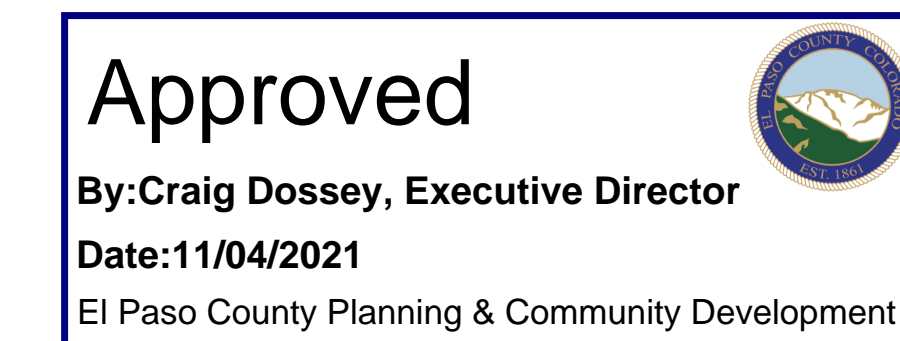 Approved
By:Craig Dossey, Executive Director
Date:11/04/2021
El Paso County Planning & Community Development
EL PASO COUNTY COLORADO
EST. 1861